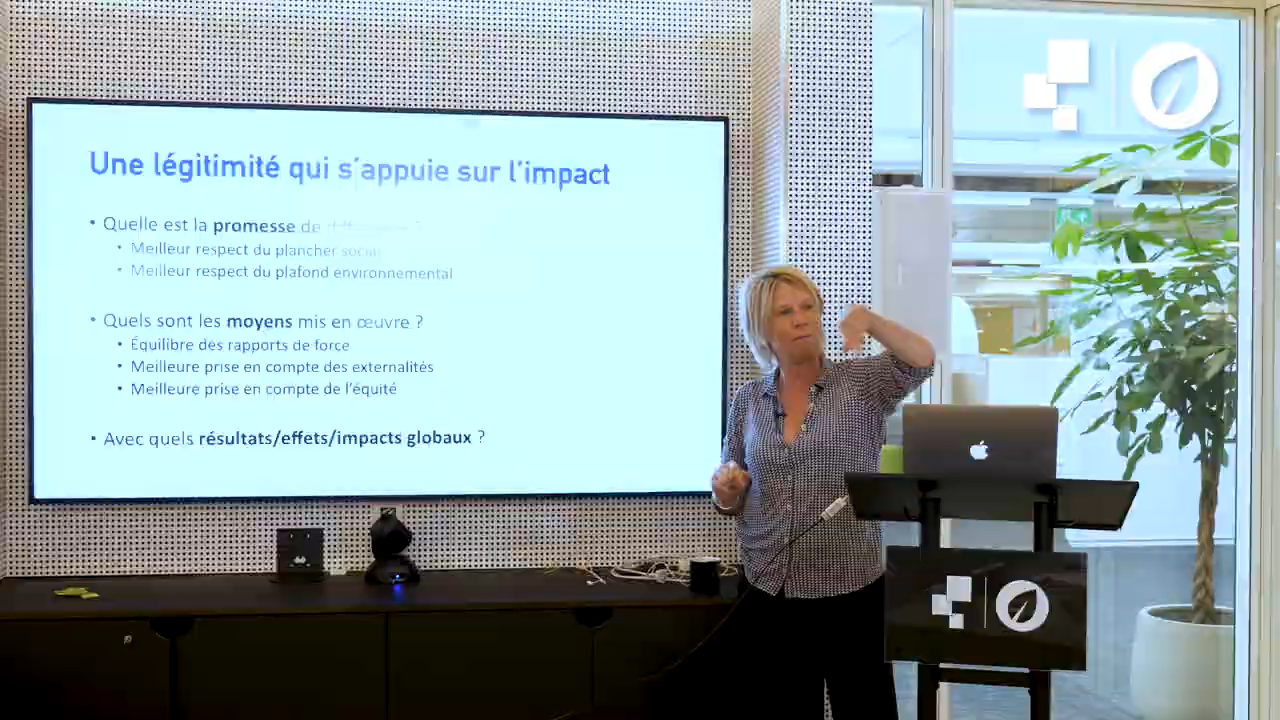 Une légitimité qui s'appuie sur l'impact
• Quelle est la promesse de ?
• Meilleur respect du plancher social
• Meilleur respect du plafond environnemental
• Quels sont les moyens mis en œuvre ?
• Équilibre des rapports de force
• Meilleure prise en compte des externalités
• Meilleure prise en compte de l'équité
• Avec quels résultats/effets/impacts globaux ?